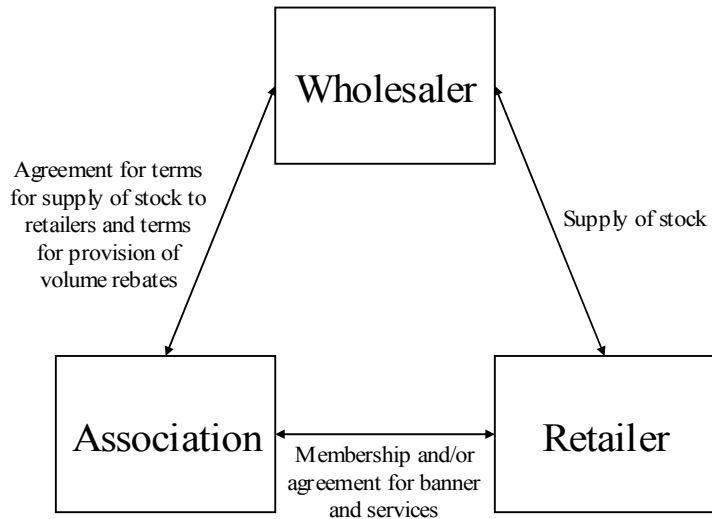 Wholesaler
Agreement for terms
for supply of stock to
retailers and terms
for provision of
volume rebates
Supply of stock
Association
Retailer
Membership and/or
agreement for banner
and services